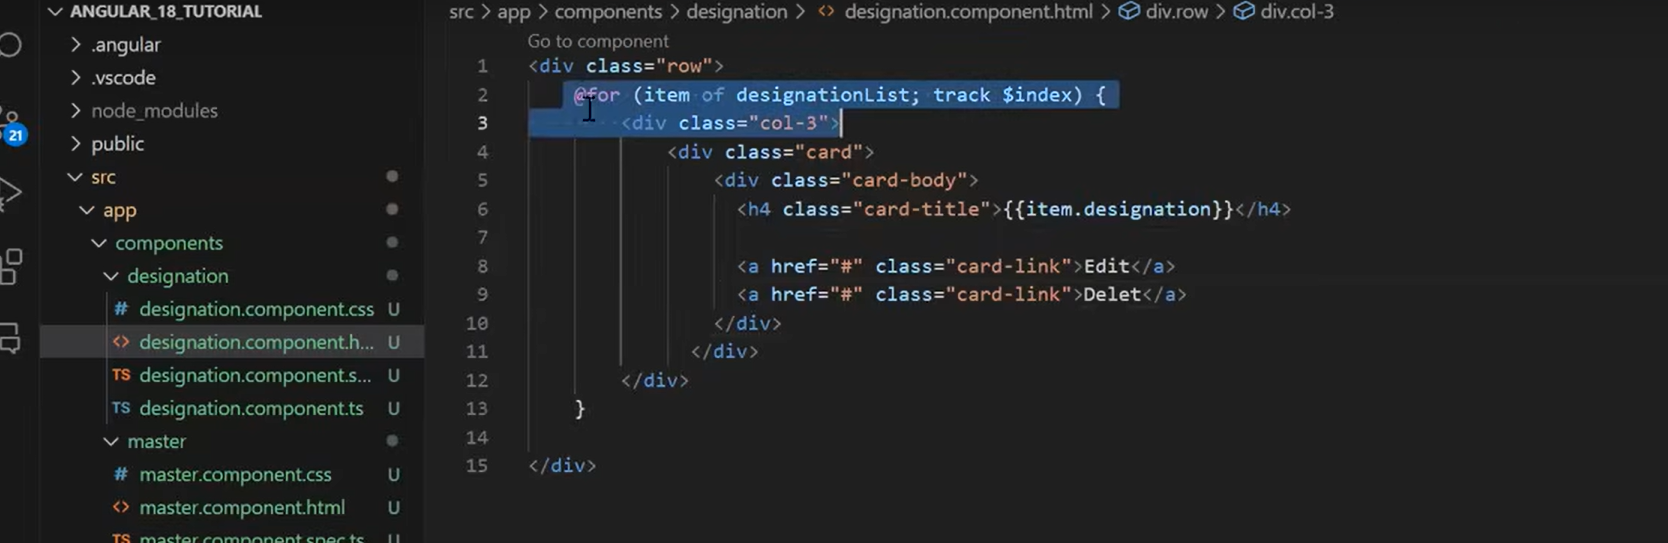 ANGULAR_18_TUTORIAL
.angular
.vscode
node_modules
public
src
app
components
designation
designation.component.css U
designation.component.h... U
designation.component.s... U
designation.component.ts U
master
master.component.css U
master.component.html U
master.component.spec.ts
21
src > app > components > designation > designation.component.html > div.row > div.col-3
Go to component
1 <div class="row">
2 @for (item of designationList; track $index) {
3 <div class="col-3">
4 <div class="card">
5 <div class="card-body">
6 <h4 class="card-title">{{item.designation}}</h4>
7
8 <a href="#" class="card-link">Edit</a>
9 <a href="#" class="card-link">Delet</a>
10 </div>
11 </div>
12 </div>
13 }
14
15 </div>